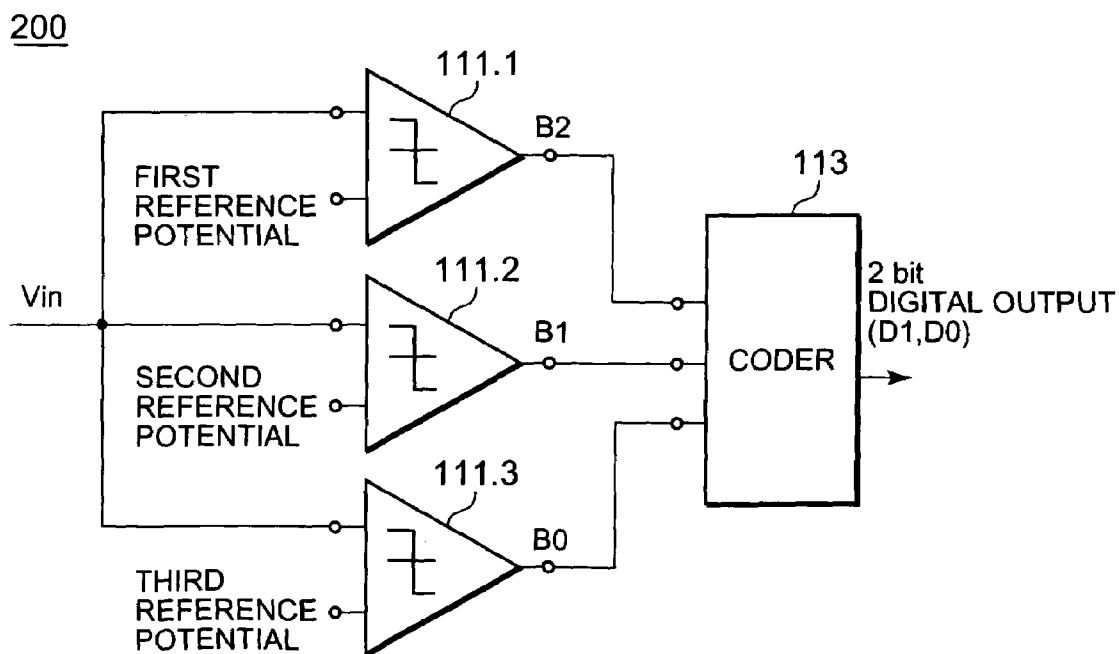 200
111.1
B2
FIRST
REFERENCE
POTENTIAL
113
Vin
111.2
B1
SECOND
REFERENCE
POTENTIAL
CODER
2 bit
DIGITAL OUTPUT
(D1,D0)
111.3
B0
THIRD
REFERENCE
POTENTIAL